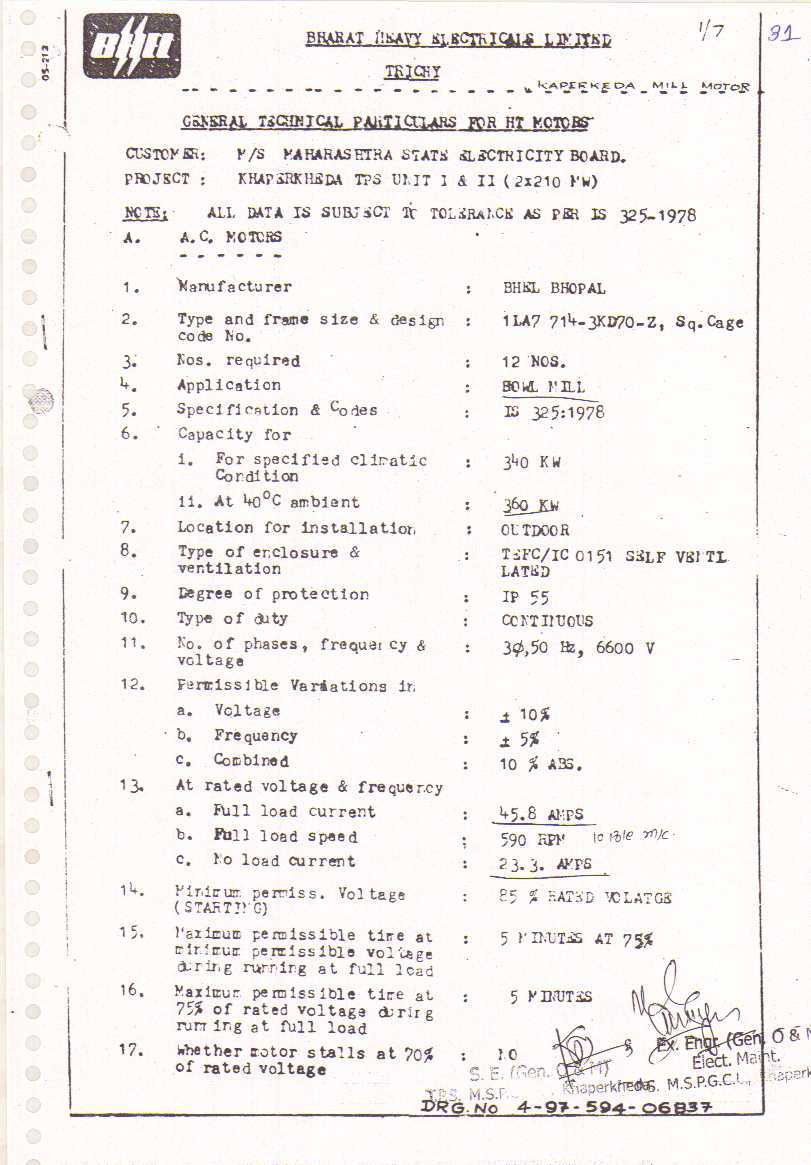 BHEL
05-213
BHARAT HEAVY ELECTRICALS LIMITED
1/7 31
TRICHY
KAPERKEDA MILL MOTOR
GENERAL TECHNICAL PARTICULARS FOR HT MOTORS
CUSTOMER: M/S MAHARASHTRA STATE ELECTRICITY BOARD.
PROJECT : KHAPERKHEDA TPS UNIT I & II (2x210 MW)
NOTE: ALL DATA IS SUBJECT TO TOLERANCE AS PER IS 325-1978
A. A.C. MOTORS
1. Manufacturer : BHEL BHOPAL
2. Type and frame size & design : 1LA7 714-3KD70-Z, Sq.Cage
code No.
3. Nos. required : 12 NOS.
4. Application : BOWL MILL
5. Specification & Codes : IS 325:1978
6. Capacity for
i. For specified climatic : 340 KW
Condition
ii. At 40°C ambient : 360 KW
7. Location for installation : OUTDOOR
8. Type of enclosure & : TEFC/IC 0151 SELF VENTI
ventilation LATED
9. Degree of protection : IP 55
10. Type of duty : CONTINUOUS
11. No. of phases, frequency & : 3Ø,50 Hz, 6600 V
voltage
12. Permissible Variations in
a. Voltage : ± 10%
b. Frequency : ± 5%
c. Combined : 10 % ABS.
13. At rated voltage & frequency
a. Full load current : 45.8 AMPS
b. Full load speed : 590 RPM 10 pole m/c.
c. No load current : 23.3. AMPS
14. Minimum permiss. Voltage : 85 % RATED VOLATGE
(STARTING)
15. Maximum permissible time at : 5 MINUTES AT 75%
minimum permissible voltage
during running at full load
16. Maximum permissible time at : 5 MINUTES
75% of rated voltage during
running at full load
17. Whether motor stalls at 70% : NO
of rated voltage
Ex. Engr. (Gen. O & M
Elect. Maint.
S. E. (Gen. O & M)
T.P.S. M.S.P. Khaperkheda
S. M.S.P.G.C.L., Khaperk
DRG.No 4-97-594-06837